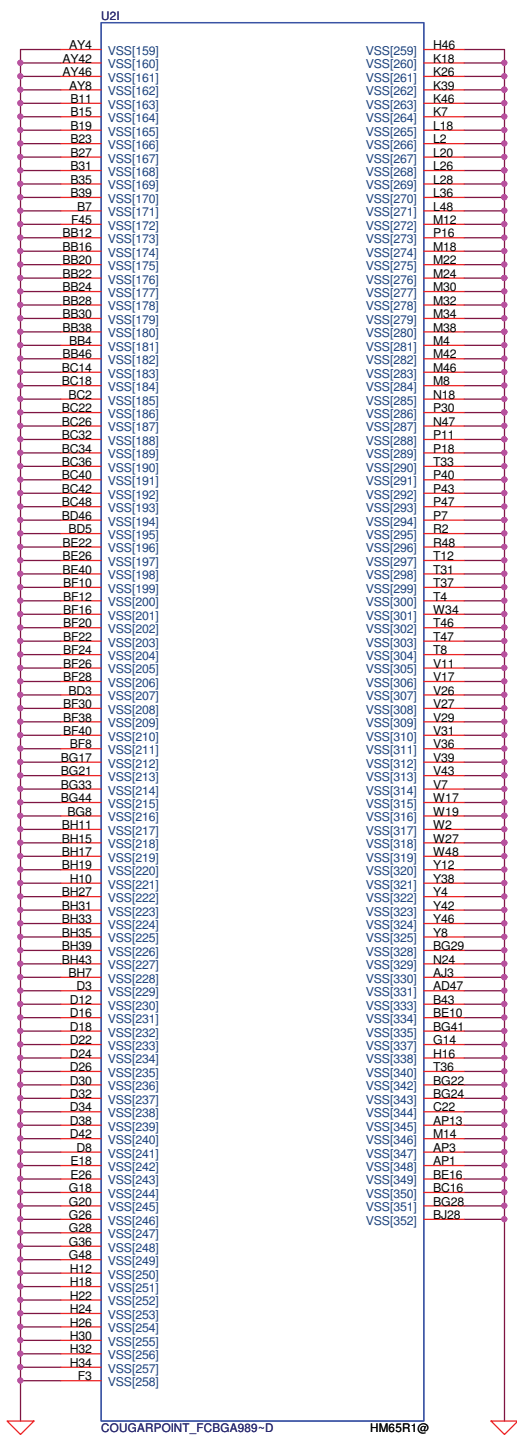 U2I
AY4 VSS[159]
AY42 VSS[160]
AY46 VSS[161]
AY8 VSS[162]
B11 VSS[163]
B15 VSS[164]
B19 VSS[165]
B23 VSS[166]
B27 VSS[167]
B31 VSS[168]
B35 VSS[169]
B39 VSS[170]
B7 VSS[171]
F45 VSS[172]
BB12 VSS[173]
BB16 VSS[174]
BB20 VSS[175]
BB22 VSS[176]
BB24 VSS[177]
BB28 VSS[178]
BB30 VSS[179]
BB38 VSS[180]
BB4 VSS[181]
BB46 VSS[182]
BC14 VSS[183]
BC18 VSS[184]
BC2 VSS[185]
BC22 VSS[186]
BC26 VSS[187]
BC32 VSS[188]
BC34 VSS[189]
BC36 VSS[190]
BC40 VSS[191]
BC42 VSS[192]
BC48 VSS[193]
BD46 VSS[194]
BD5 VSS[195]
BE22 VSS[196]
BE26 VSS[197]
BE40 VSS[198]
BF10 VSS[199]
BF12 VSS[200]
BF16 VSS[201]
BF20 VSS[202]
BF22 VSS[203]
BF24 VSS[204]
BF26 VSS[205]
BF28 VSS[206]
BD3 VSS[207]
BF30 VSS[208]
BF38 VSS[209]
BF40 VSS[210]
BF8 VSS[211]
BG17 VSS[212]
BG21 VSS[213]
BG33 VSS[214]
BG44 VSS[215]
BG8 VSS[216]
BH11 VSS[217]
BH15 VSS[218]
BH17 VSS[219]
BH19 VSS[220]
H10 VSS[221]
BH27 VSS[222]
BH31 VSS[223]
BH33 VSS[224]
BH35 VSS[225]
BH39 VSS[226]
BH43 VSS[227]
BH7 VSS[228]
D3 VSS[229]
D12 VSS[230]
D16 VSS[231]
D18 VSS[232]
D22 VSS[233]
D24 VSS[234]
D26 VSS[235]
D30 VSS[236]
D32 VSS[237]
D34 VSS[238]
D38 VSS[239]
D42 VSS[240]
D8 VSS[241]
E18 VSS[242]
E26 VSS[243]
G18 VSS[244]
G20 VSS[245]
G26 VSS[246]
G28 VSS[247]
G36 VSS[248]
G48 VSS[249]
H12 VSS[250]
H18 VSS[251]
H22 VSS[252]
H24 VSS[253]
H26 VSS[254]
H30 VSS[255]
H32 VSS[256]
H34 VSS[257]
F3 VSS[258]
VSS[259] H46
VSS[260] K18
VSS[261] K26
VSS[262] K39
VSS[263] K46
VSS[264] K7
VSS[265] L18
VSS[266] L2
VSS[267] L20
VSS[268] L26
VSS[269] L28
VSS[270] L36
VSS[271] L48
VSS[272] M12
VSS[273] P16
VSS[274] M18
VSS[275] M22
VSS[276] M24
VSS[277] M30
VSS[278] M32
VSS[279] M34
VSS[280] M38
VSS[281] M4
VSS[282] M42
VSS[283] M46
VSS[284] M8
VSS[285] N18
VSS[286] P30
VSS[287] N47
VSS[288] P11
VSS[289] P18
VSS[290] T33
VSS[291] P40
VSS[292] P43
VSS[293] P47
VSS[294] P7
VSS[295] R2
VSS[296] R48
VSS[297] T12
VSS[298] T31
VSS[299] T37
VSS[300] T4
VSS[301] W34
VSS[302] T46
VSS[303] T47
VSS[304] T8
VSS[305] V11
VSS[306] V17
VSS[307] V26
VSS[308] V27
VSS[309] V29
VSS[310] V31
VSS[311] V36
VSS[312] V39
VSS[313] V43
VSS[314] V7
VSS[315] W17
VSS[316] W19
VSS[317] W2
VSS[318] W27
VSS[319] W48
VSS[320] Y12
VSS[321] Y38
VSS[322] Y4
VSS[323] Y42
VSS[324] Y46
VSS[325] Y8
VSS[328] BG29
VSS[329] N24
VSS[330] AJ3
VSS[331] AD47
VSS[333] B43
VSS[334] BE10
VSS[335] BG41
VSS[337] G14
VSS[338] H16
VSS[340] T36
VSS[342] BG22
VSS[343] BG24
VSS[344] C22
VSS[345] AP13
VSS[346] M14
VSS[347] AP3
VSS[348] AP1
VSS[349] BE16
VSS[350] BC16
VSS[351] BG28
VSS[352] BJ28
COUGARPOINT_FCBGA989~D HM65R1@